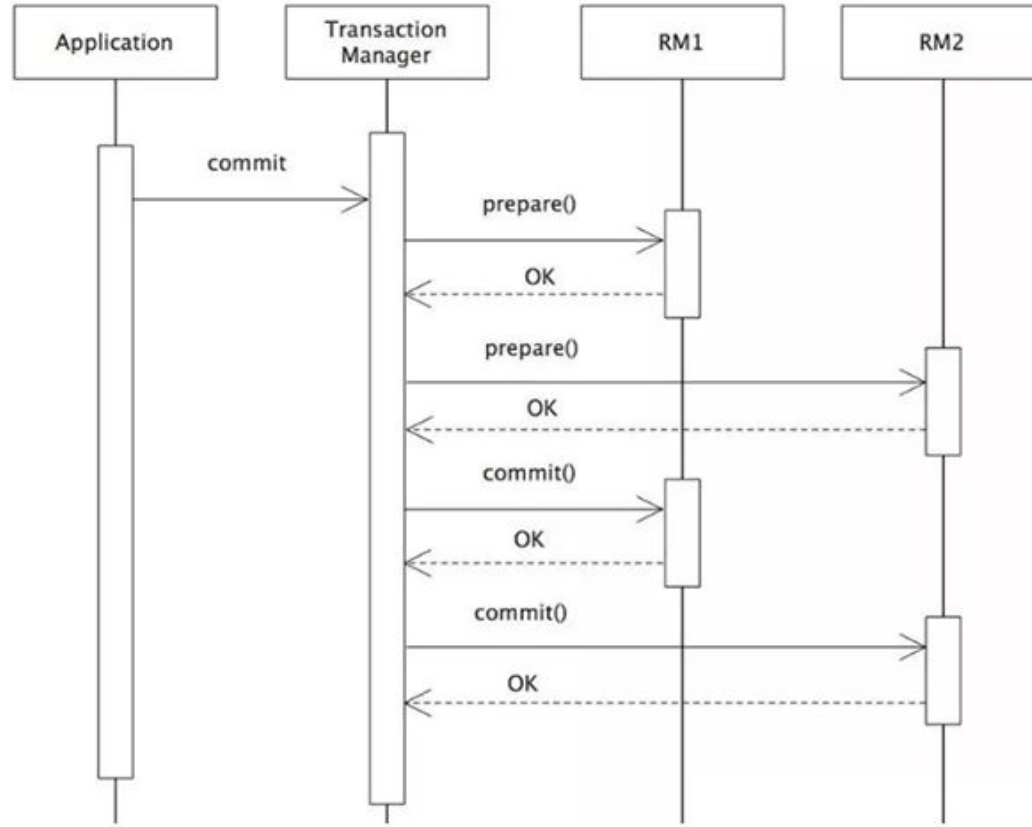 Application
Transaction
Manager
RM1
RM2
commit
prepare()
OK
prepare()
OK
commit()
OK
commit()
OK